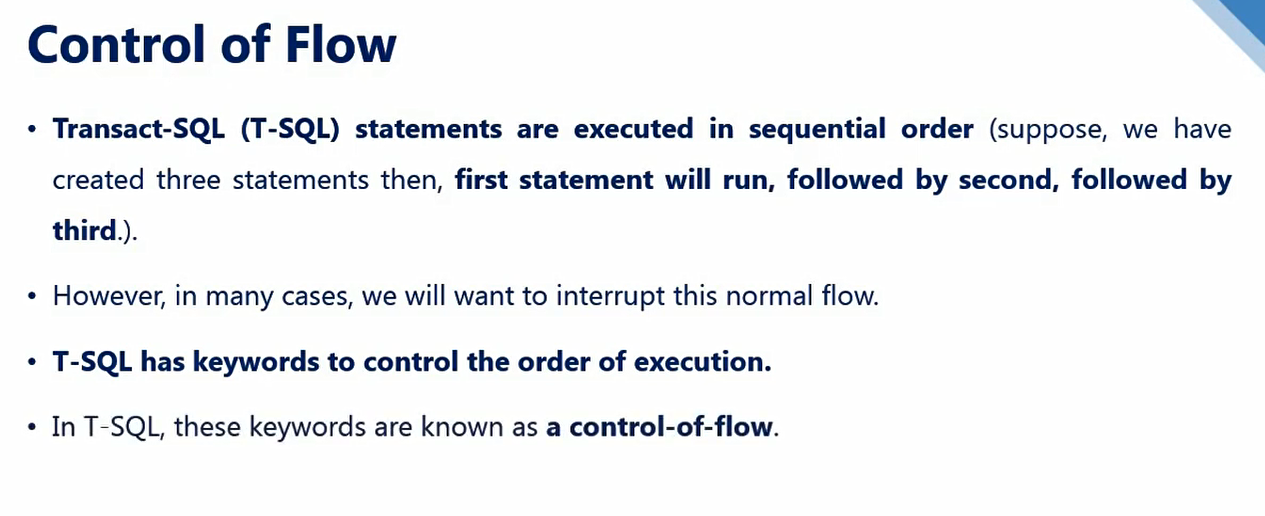 Control of Flow
• Transact-SQL (T-SQL) statements are executed in sequential order (suppose, we have
created three statements then, first statement will run, followed by second, followed by
third.).
• However, in many cases, we will want to interrupt this normal flow.
• T-SQL has keywords to control the order of execution.
• In T-SQL, these keywords are known as a control-of-flow.